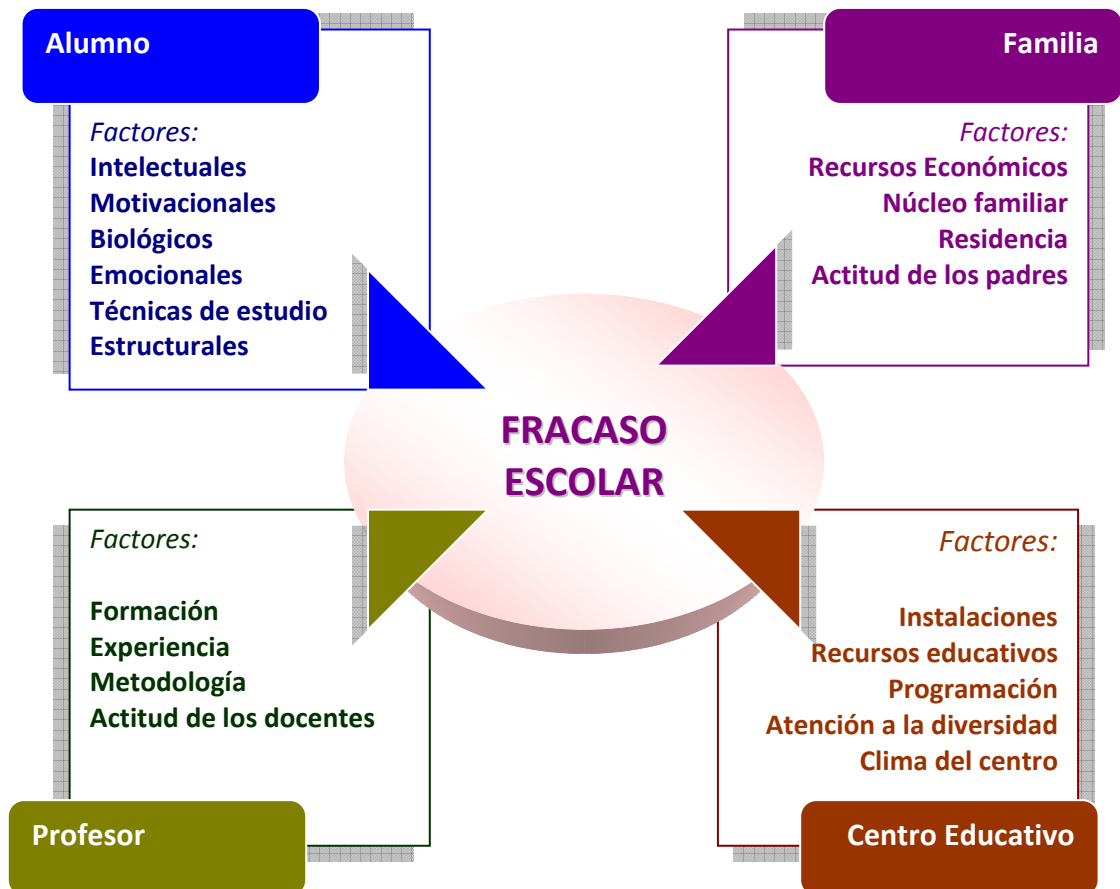 Alumno
Factores:
Intelectuales
Motivacionales
Biológicos
Emocionales
Técnicas de estudio
Estructurales
Familia
Factores:
Recursos Económicos
Núcleo familiar
Residencia
Actitud de los padres
FRACASO
ESCOLAR
Factores:
Formación
Experiencia
Metodología
Actitud de los docentes
Profesor
Factores:
Instalaciones
Recursos educativos
Programación
Atención a la diversidad
Clima del centro
Centro Educativo